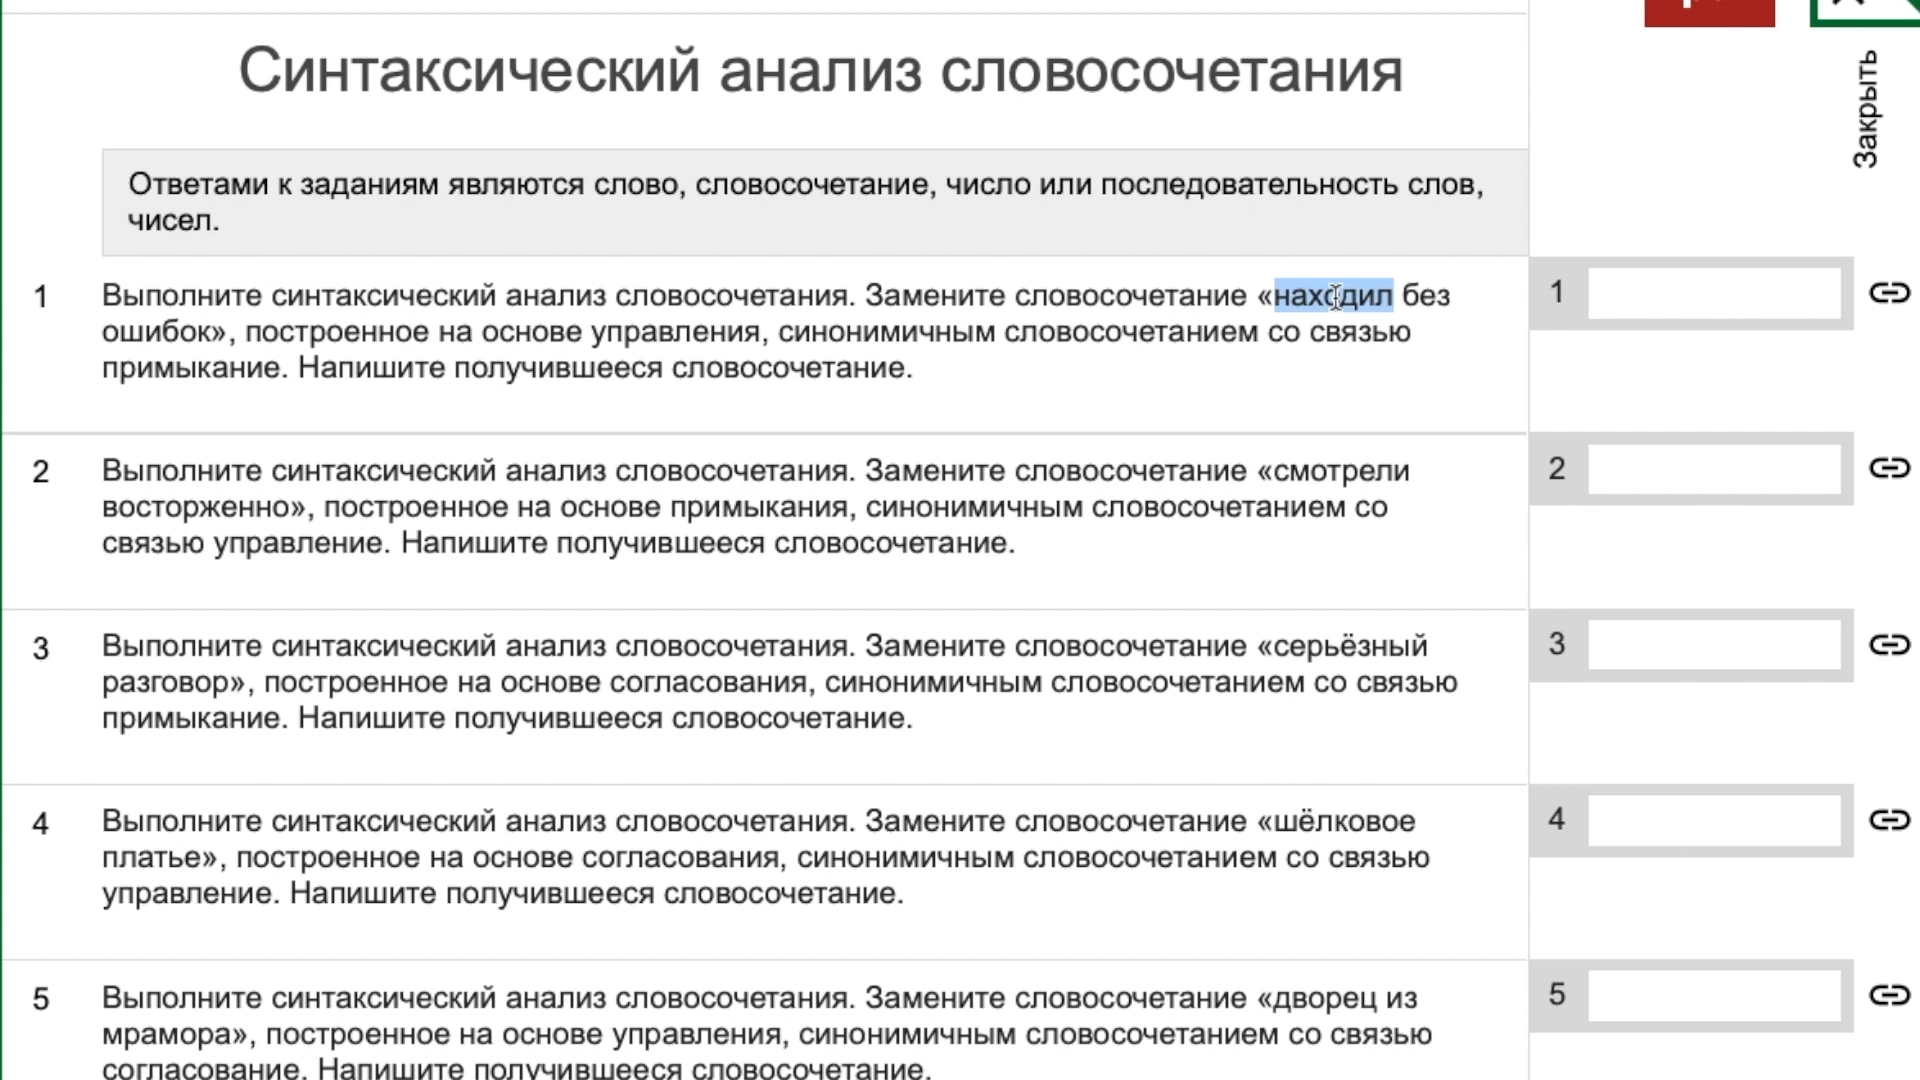 Закрыть
Синтаксический анализ словосочетания
Ответами к заданиям являются слово, словосочетание, число или последовательность слов,
чисел.
1
Выполните синтаксический анализ словосочетания. Замените словосочетание «находил без
ошибок», построенное на основе управления, синонимичным словосочетанием со связью
примыкание. Напишите получившееся словосочетание.
1
2
Выполните синтаксический анализ словосочетания. Замените словосочетание «смотрели
восторженно», построенное на основе примыкания, синонимичным словосочетанием со
связью управление. Напишите получившееся словосочетание.
2
3
Выполните синтаксический анализ словосочетания. Замените словосочетание «серьёзный
разговор», построенное на основе согласования, синонимичным словосочетанием со связью
примыкание. Напишите получившееся словосочетание.
3
4
Выполните синтаксический анализ словосочетания. Замените словосочетание «шёлковое
платье», построенное на основе согласования, синонимичным словосочетанием со связью
управление. Напишите получившееся словосочетание.
4
5
Выполните синтаксический анализ словосочетания. Замените словосочетание «дворец из
мрамора», построенное на основе управления, синонимичным словосочетанием со связью
согласование. Напишите получившееся словосочетание.
5